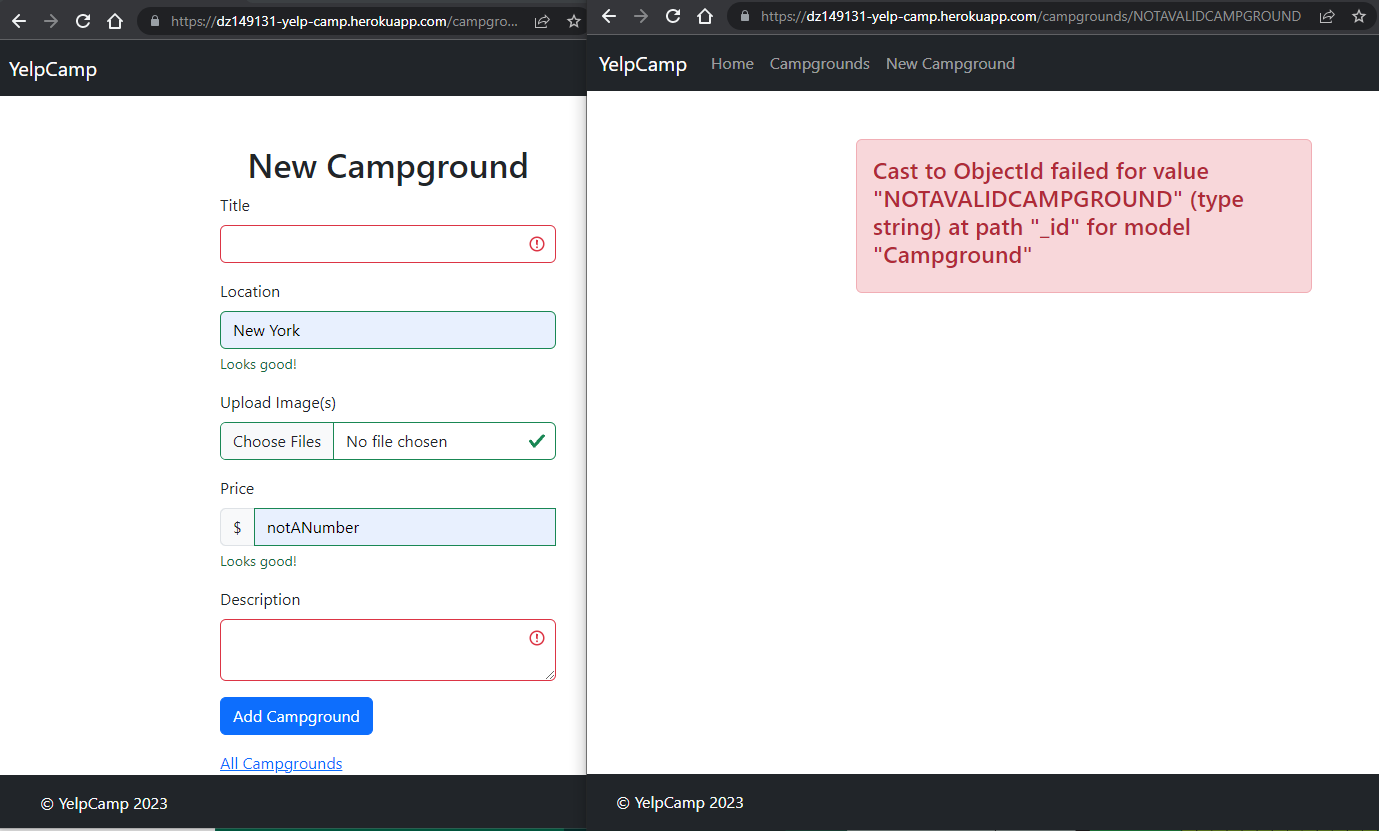 https://dz149131-yelp-camp.herokuapp.com/campgro...
YelpCamp
New Campground
Title
Location
New York
Looks good!
Upload Image(s)
Choose Files No file chosen
Price
$ notANumber
Looks good!
Description
Add Campground
All Campgrounds
© YelpCamp 2023
https://dz149131-yelp-camp.herokuapp.com/campgrounds/NOTAVALIDCAMPGROUND
YelpCamp Home Campgrounds New Campground
Cast to ObjectId failed for value
"NOTAVALIDCAMPGROUND" (type
string) at path "_id" for model
"Campground"
© YelpCamp 2023